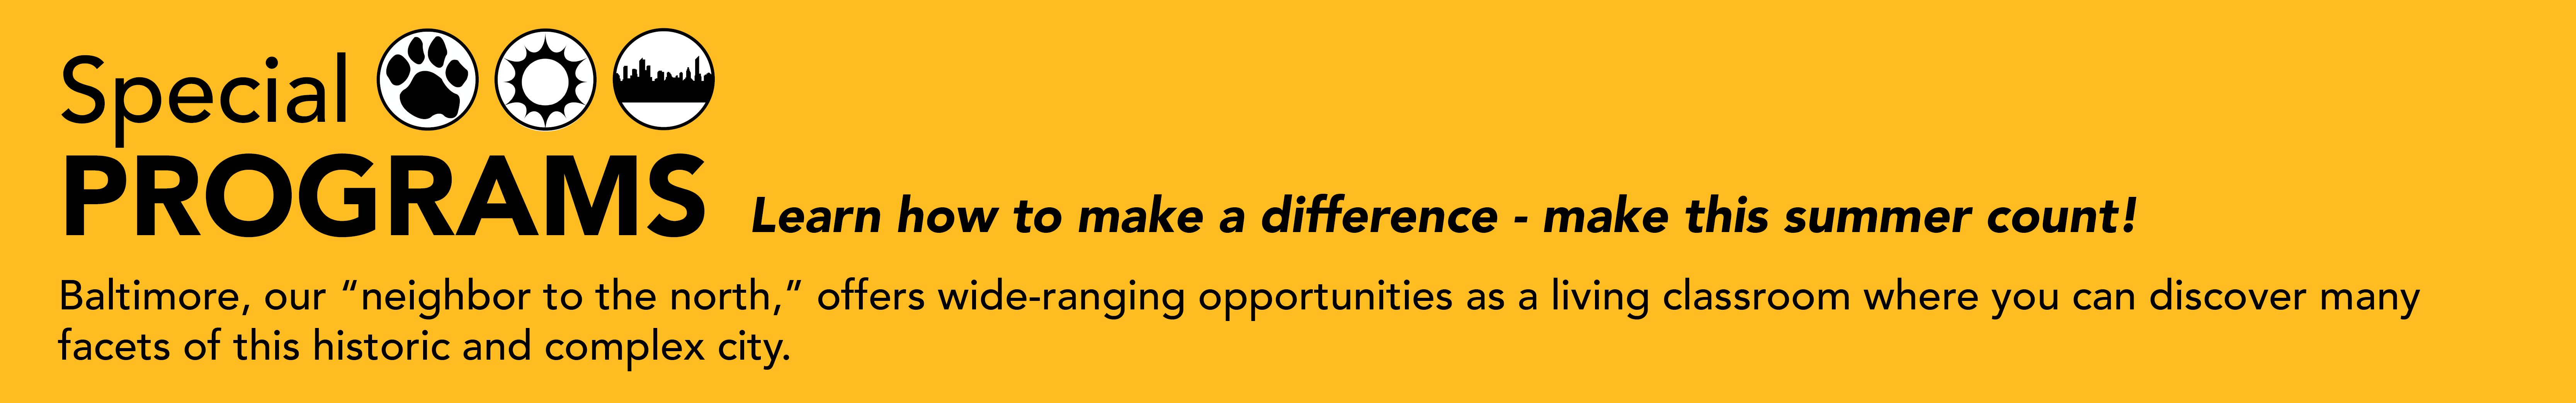 Special
PROGRAMS
Learn how to make a difference - make this summer count!
Baltimore, our “neighbor to the north,” offers wide-ranging opportunities as a living classroom where you can discover many
facets of this historic and complex city.